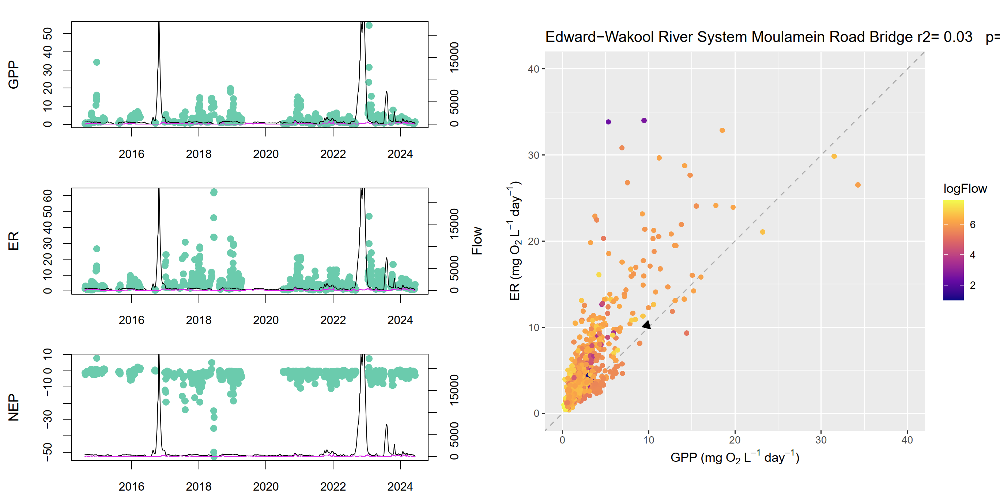 GPP
0 10 20 30 40 50
0 5000 15000
2016 2018 2020 2022 2024
ER
0 10 20 30 40 50 60
0 5000 15000
Flow
2016 2018 2020 2022 2024
NEP
−50 −30 −10 0 10
0 5000 15000
2016 2018 2020 2022 2024
Edward−Wakool River System Moulamein Road Bridge r2= 0.03 p=
ER (mg O₂ L⁻¹ day⁻¹)
40
30
20
10
0
0 10 20 30 40
GPP (mg O₂ L⁻¹ day⁻¹)
logFlow
6
4
2